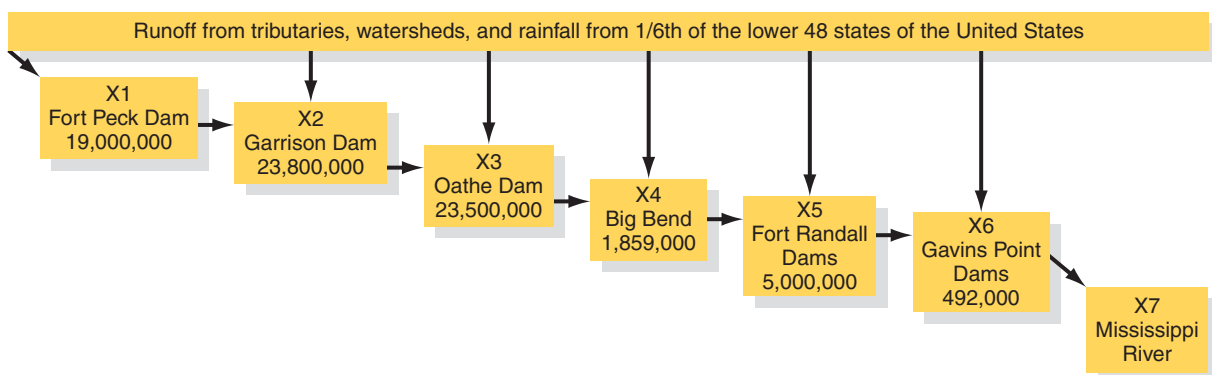 Runoff from tributaries, watersheds, and rainfall from 1/6th of the lower 48 states of the United States
X1
Fort Peck Dam
19,000,000
X2
Garrison Dam
23,800,000
X3
Oathe Dam
23,500,000
X4
Big Bend
1,859,000
X5
Fort Randall
Dams
5,000,000
X6
Gavins Point
Dams
492,000
X7
Mississippi
River